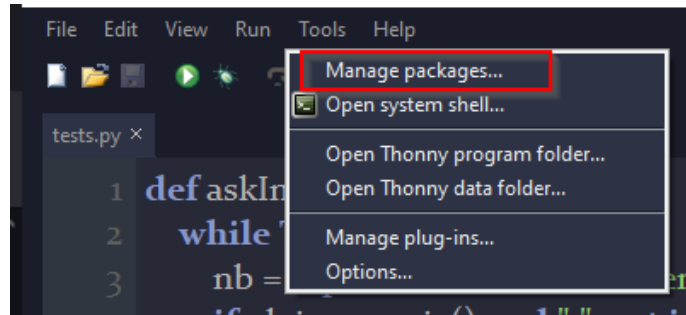 File Edit View Run Tools Help
Manage packages...
Open system shell...
tests.py ×
Open Thonny program folder...
Open Thonny data folder...
Manage plug-ins...
Options...
1 def askIn
2 while
3 nb =